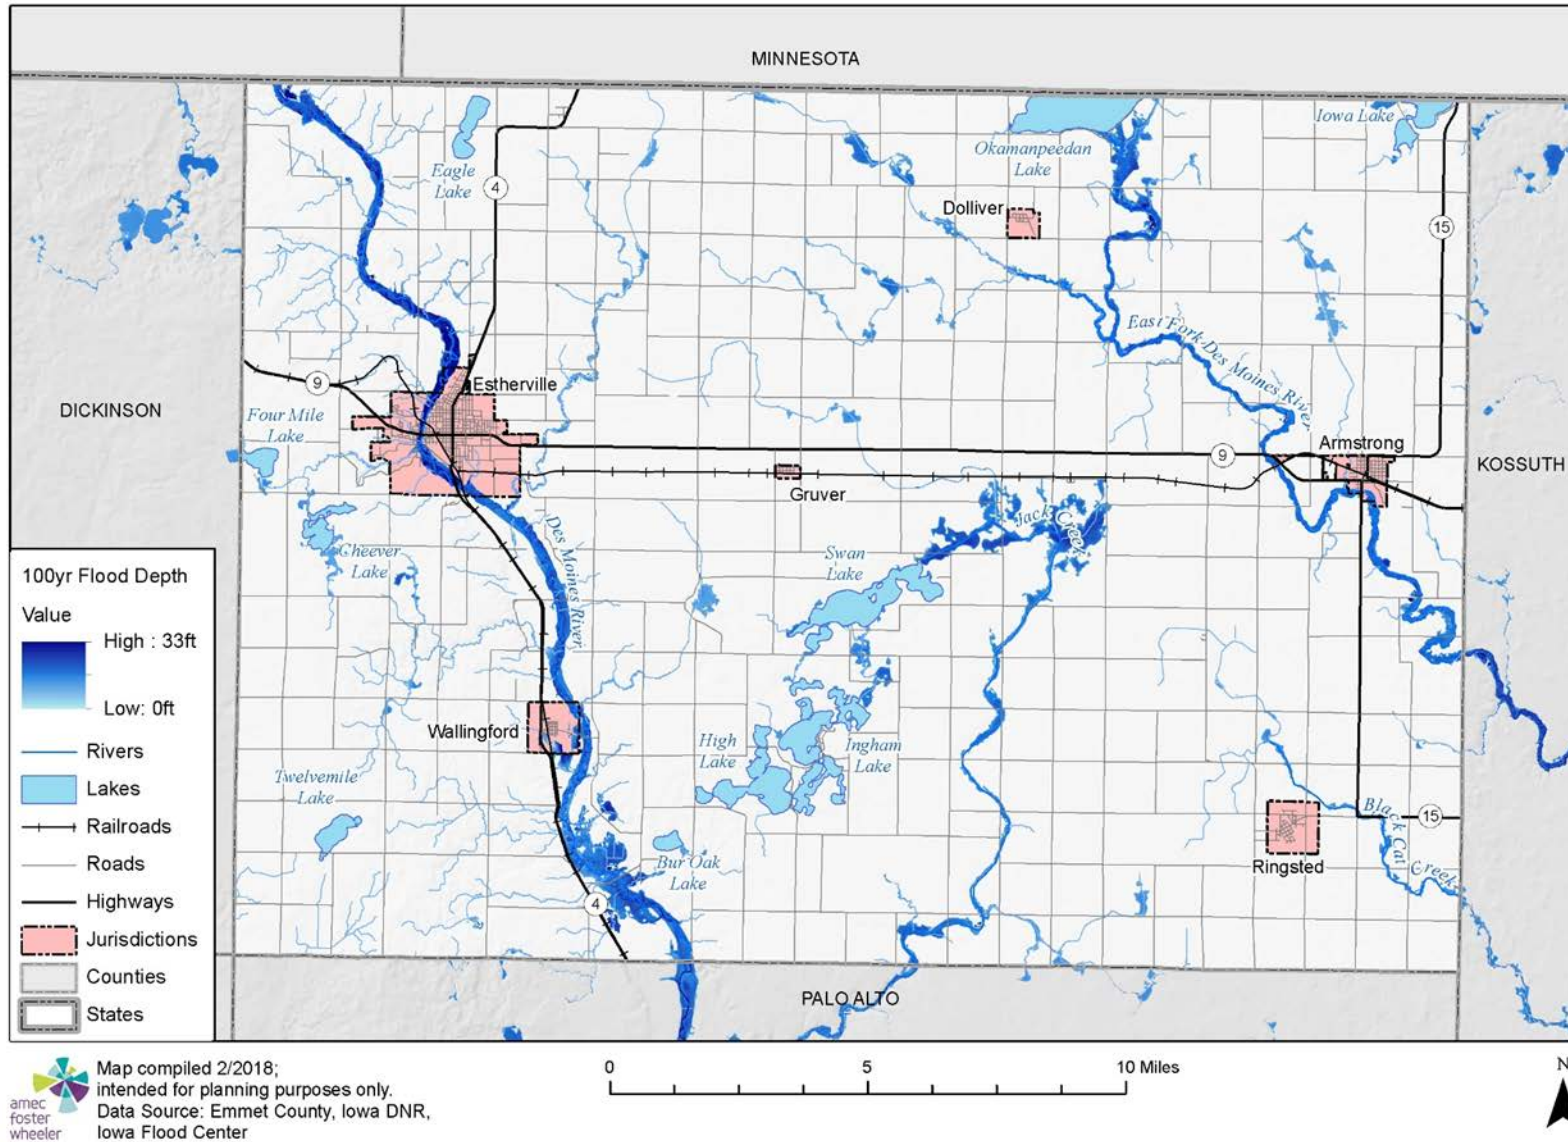 MINNESOTA
Iowa Lake
Okamanpeedan
Lake
Eagle
Lake
4
Dolliver
15
East Fork Des Moines River
9
Estherville
DICKINSON
Four Mile
Lake
Armstrong
9
KOSSUTH
Gruver
Jack Creek
Des Moines River
Cheever
Lake
Swan
Lake
100yr Flood Depth
Value
High : 33ft
Low: 0ft
Rivers
Lakes
Railroads
Roads
Highways
Jurisdictions
Counties
States
Wallingford
High
Lake
Ingham
Lake
Twelvemile
Lake
Black Cat Creek
15
Ringsted
Bur Oak
Lake
4
PALO ALTO
amec
foster
wheeler
Map compiled 2/2018;
intended for planning purposes only.
Data Source: Emmet County, Iowa DNR,
Iowa Flood Center
0 5 10 Miles
N